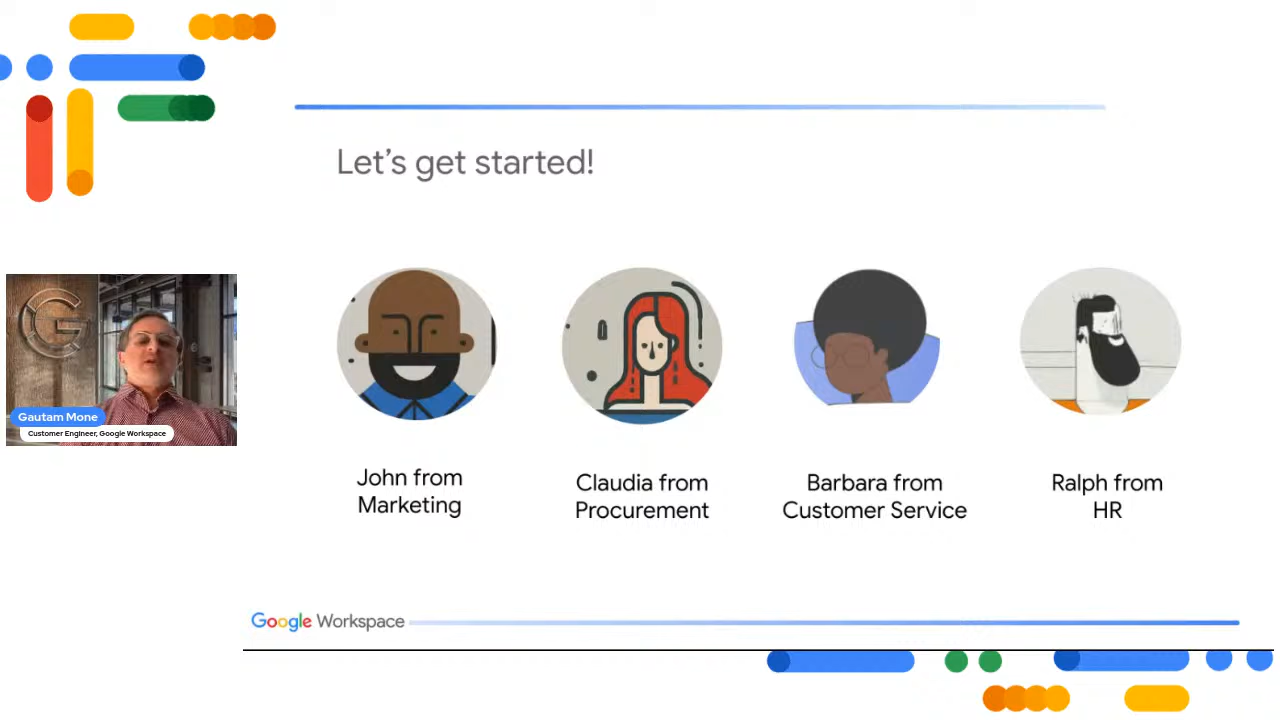 Let's get started!
Gautam Mone
Customer Engineer, Google Workspace
John from
Marketing
Claudia from
Procurement
Barbara from
Customer Service
Ralph from
HR
Google Workspace